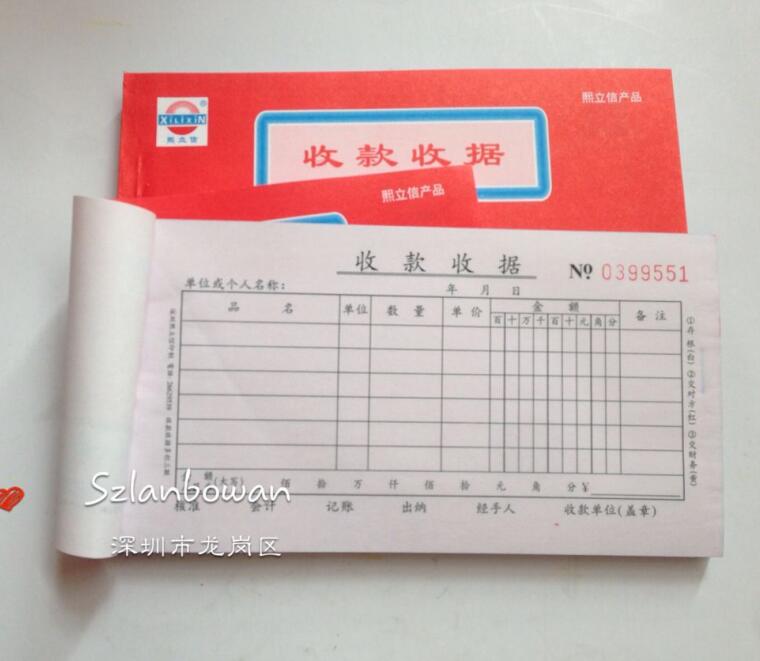 熙立信产品
XiLiXiN®
熙立信
收款收据
熙立信产品
收款收据
№ 0399551
单位或个人名称：
年 月 日
品 名 单位 数量 单价 金额 备注
百 十 万 千 百 十 元 角 分
①存根(白) ②交对方(红) ③交财务(黄)
额(大写) 佰 拾 万 仟 佰 拾 元 角 分 ¥
核准 会计 记账 出纳 经手人 收款单位(盖章)
Szlanbowan
深圳市龙岗区